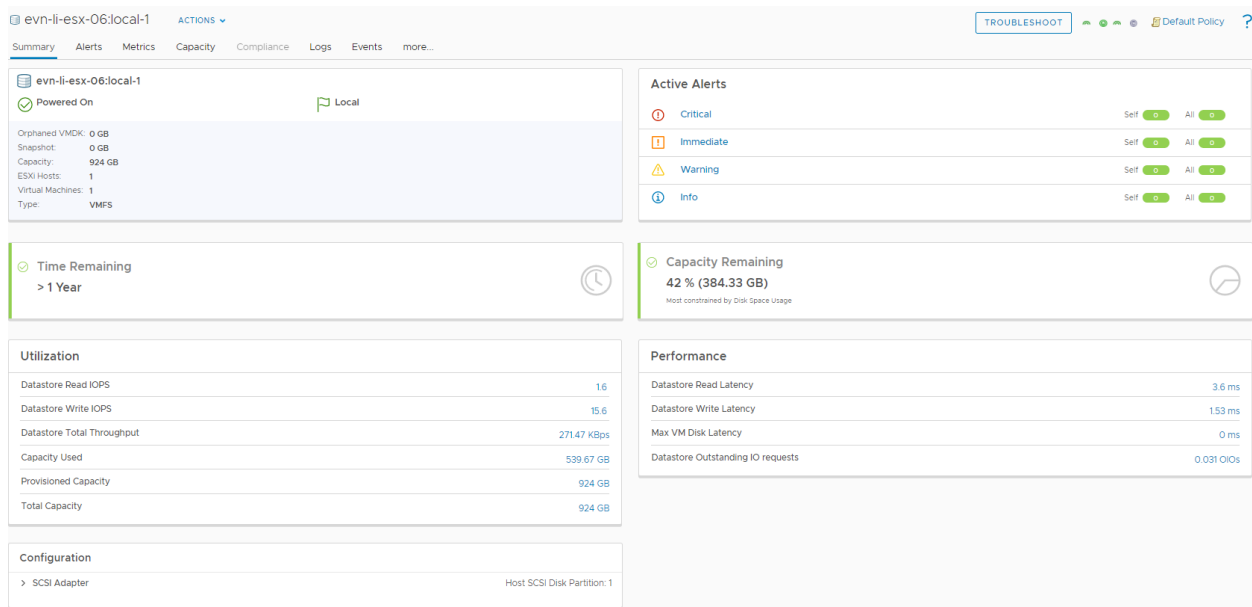 evn-li-esx-06:local-1 ACTIONS TROUBLESHOOT Default Policy ?
Summary Alerts Metrics Capacity Compliance Logs Events more...
evn-li-esx-06:local-1
Powered On Local
Orphaned VMDK: 0 GB
Snapshot: 0 GB
Capacity: 924 GB
ESXi Hosts: 1
Virtual Machines: 1
Type: VMFS
Active Alerts
Critical Self 0 All 0
Immediate Self 0 All 0
Warning Self 0 All 0
Info Self 0 All 0
Time Remaining
> 1 Year
Capacity Remaining
42 % (384.33 GB)
Most constrained by Disk Space Usage
Utilization
Datastore Read IOPS 1.6
Datastore Write IOPS 15.6
Datastore Total Throughput 271.47 KBps
Capacity Used 539.67 GB
Provisioned Capacity 924 GB
Total Capacity 924 GB
Performance
Datastore Read Latency 3.6 ms
Datastore Write Latency 1.53 ms
Max VM Disk Latency 0 ms
Datastore Outstanding IO requests 0.031 OIOs
Configuration
> SCSI Adapter Host SCSI Disk Partition: 1